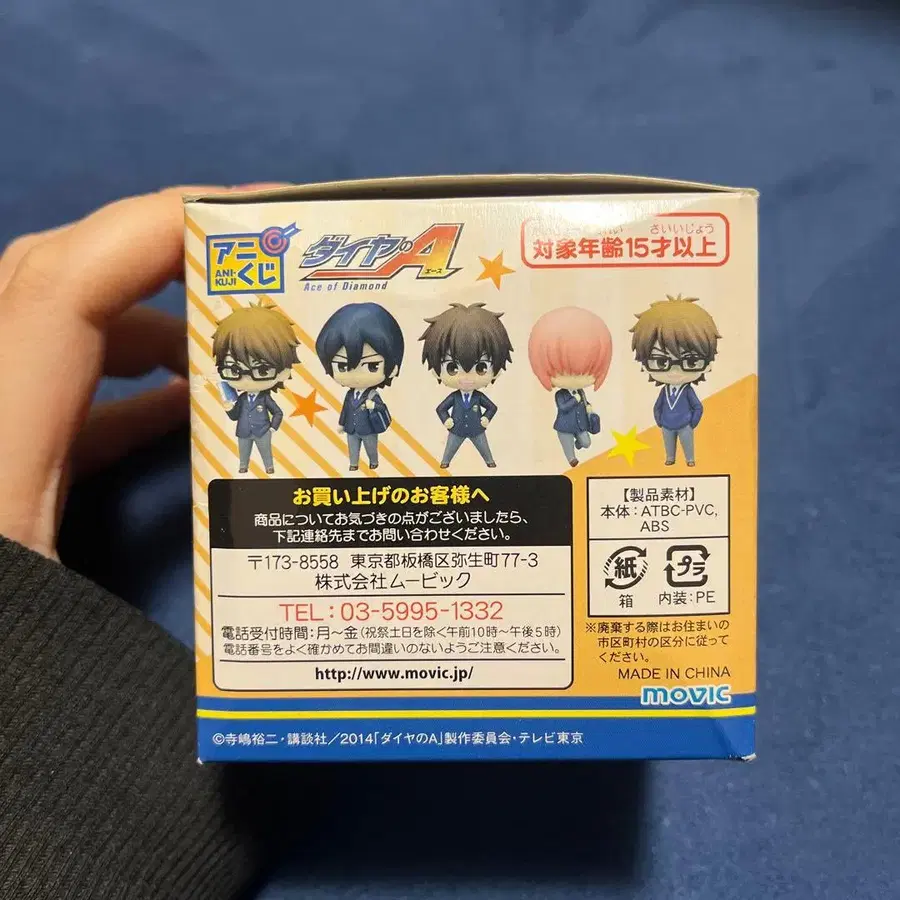 アニくじ
ANI-KUJI
ダイヤのA
エース
Ace of Diamond
さいいじょう
対象年齢15才以上
お買い上げのお客様へ
商品についてお気づきの点がございましたら、
下記連絡先までお問い合わせください。
〒173-8558 東京都板橋区弥生町77-3
株式会社ムービック
TEL:03-5995-1332
電話受付時間:月〜金(祝祭土日を除く午前10時〜午後5時)
電話番号をよく確かめてお間違いのないようご注意ください。
http://www.movic.jp/
【製品素材】
本体:ATBC-PVC,
ABS
紙
プラ
箱
内装:PE
※廃棄する際はお住まいの
市区町村の区分に従って
ください。
MADE IN CHINA
movic
©寺嶋裕二・講談社/2014「ダイヤのA」製作委員会・テレビ東京